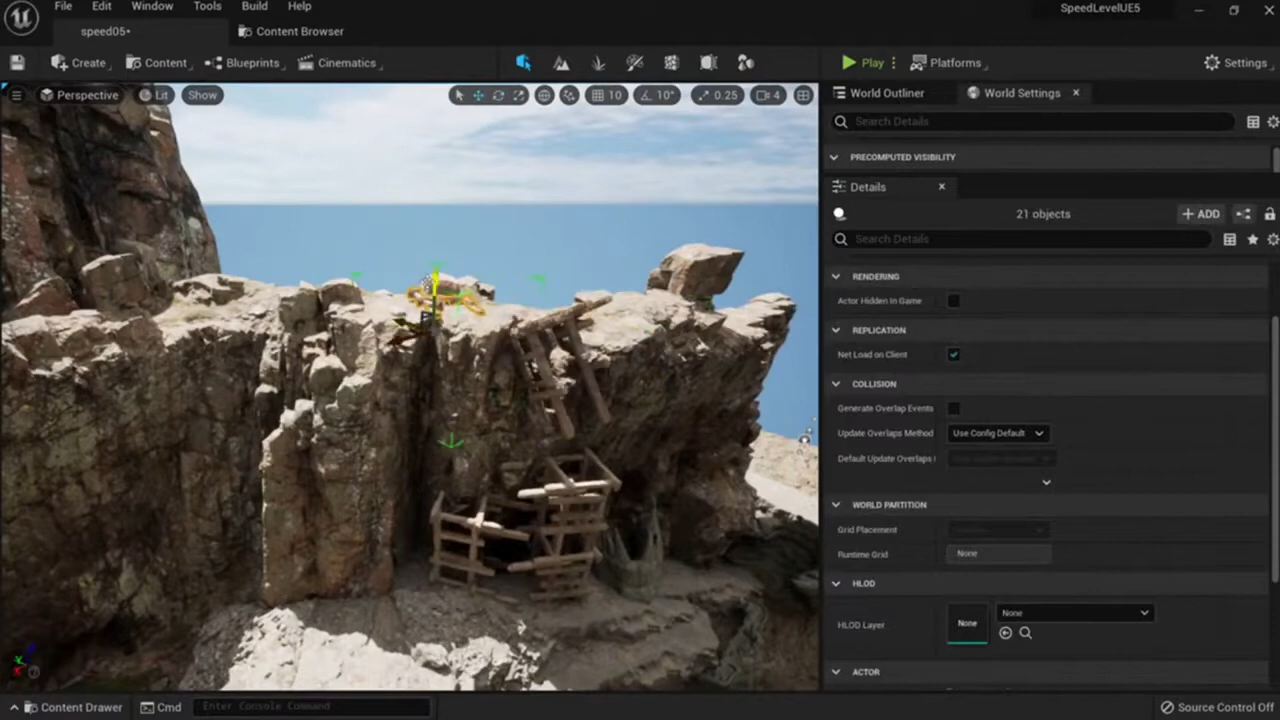 File Edit Window Tools Build Help
SpeedLevelUE5
speed05•
Content Browser
Create Content Blueprints Cinematics
Play Platforms Settings
Perspective Lit Show
10 10° 0.25 4
World Outliner World Settings
Search Details
PRECOMPUTED VISIBILITY
Details
21 objects
ADD
Search Details
RENDERING
Actor Hidden In Game
REPLICATION
Net Load on Client
COLLISION
Generate Overlap Events
Update Overlaps Method Use Config Default
Default Update Overlaps
WORLD PARTITION
Grid Placement
Runtime Grid None
HLOD
HLOD Layer None None
ACTOR
Content Drawer Cmd Enter Console Command Source Control Off